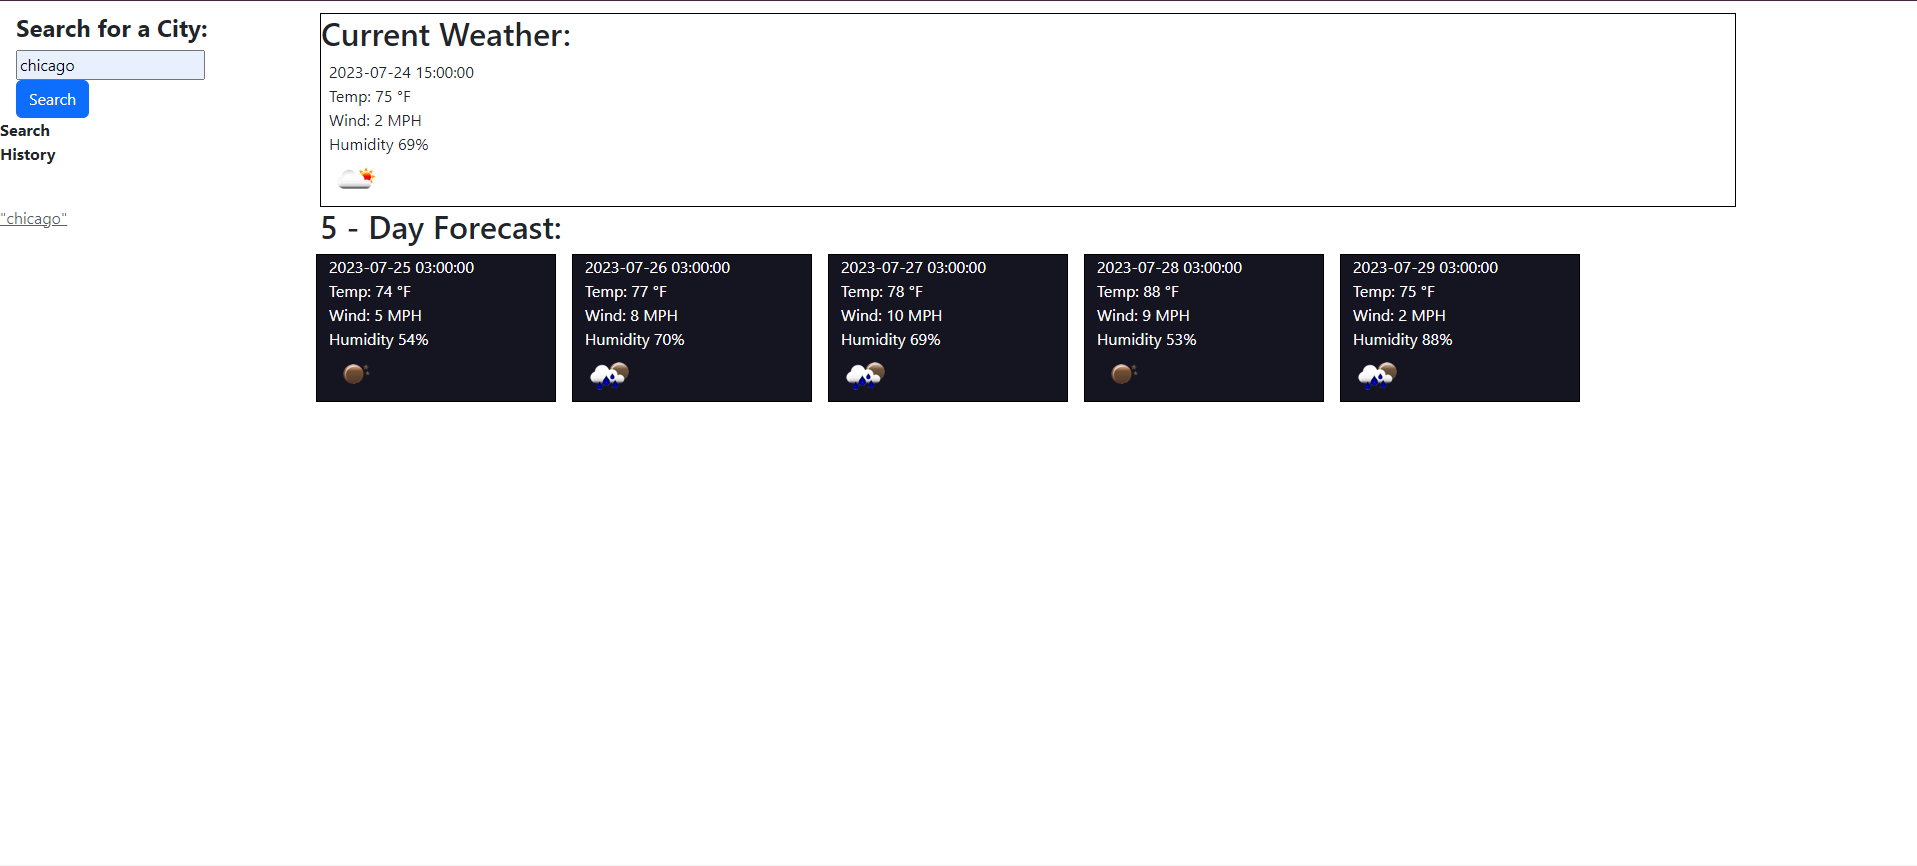 Search for a City:
chicago
Search
Search
History
"chicago"
Current Weather:
2023-07-24 15:00:00
Temp: 75 °F
Wind: 2 MPH
Humidity 69%
5 - Day Forecast:
2023-07-25 03:00:00
Temp: 74 °F
Wind: 5 MPH
Humidity 54%
2023-07-26 03:00:00
Temp: 77 °F
Wind: 8 MPH
Humidity 70%
2023-07-27 03:00:00
Temp: 78 °F
Wind: 10 MPH
Humidity 69%
2023-07-28 03:00:00
Temp: 88 °F
Wind: 9 MPH
Humidity 53%
2023-07-29 03:00:00
Temp: 75 °F
Wind: 2 MPH
Humidity 88%